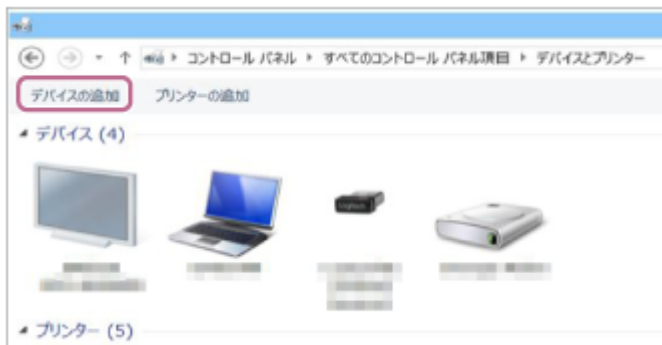 コントロール パネル ▸ すべてのコントロール パネル項目 ▸ デバイスとプリンター
デバイスの追加 プリンターの追加
デバイス (4)
Logitech
プリンター (5)